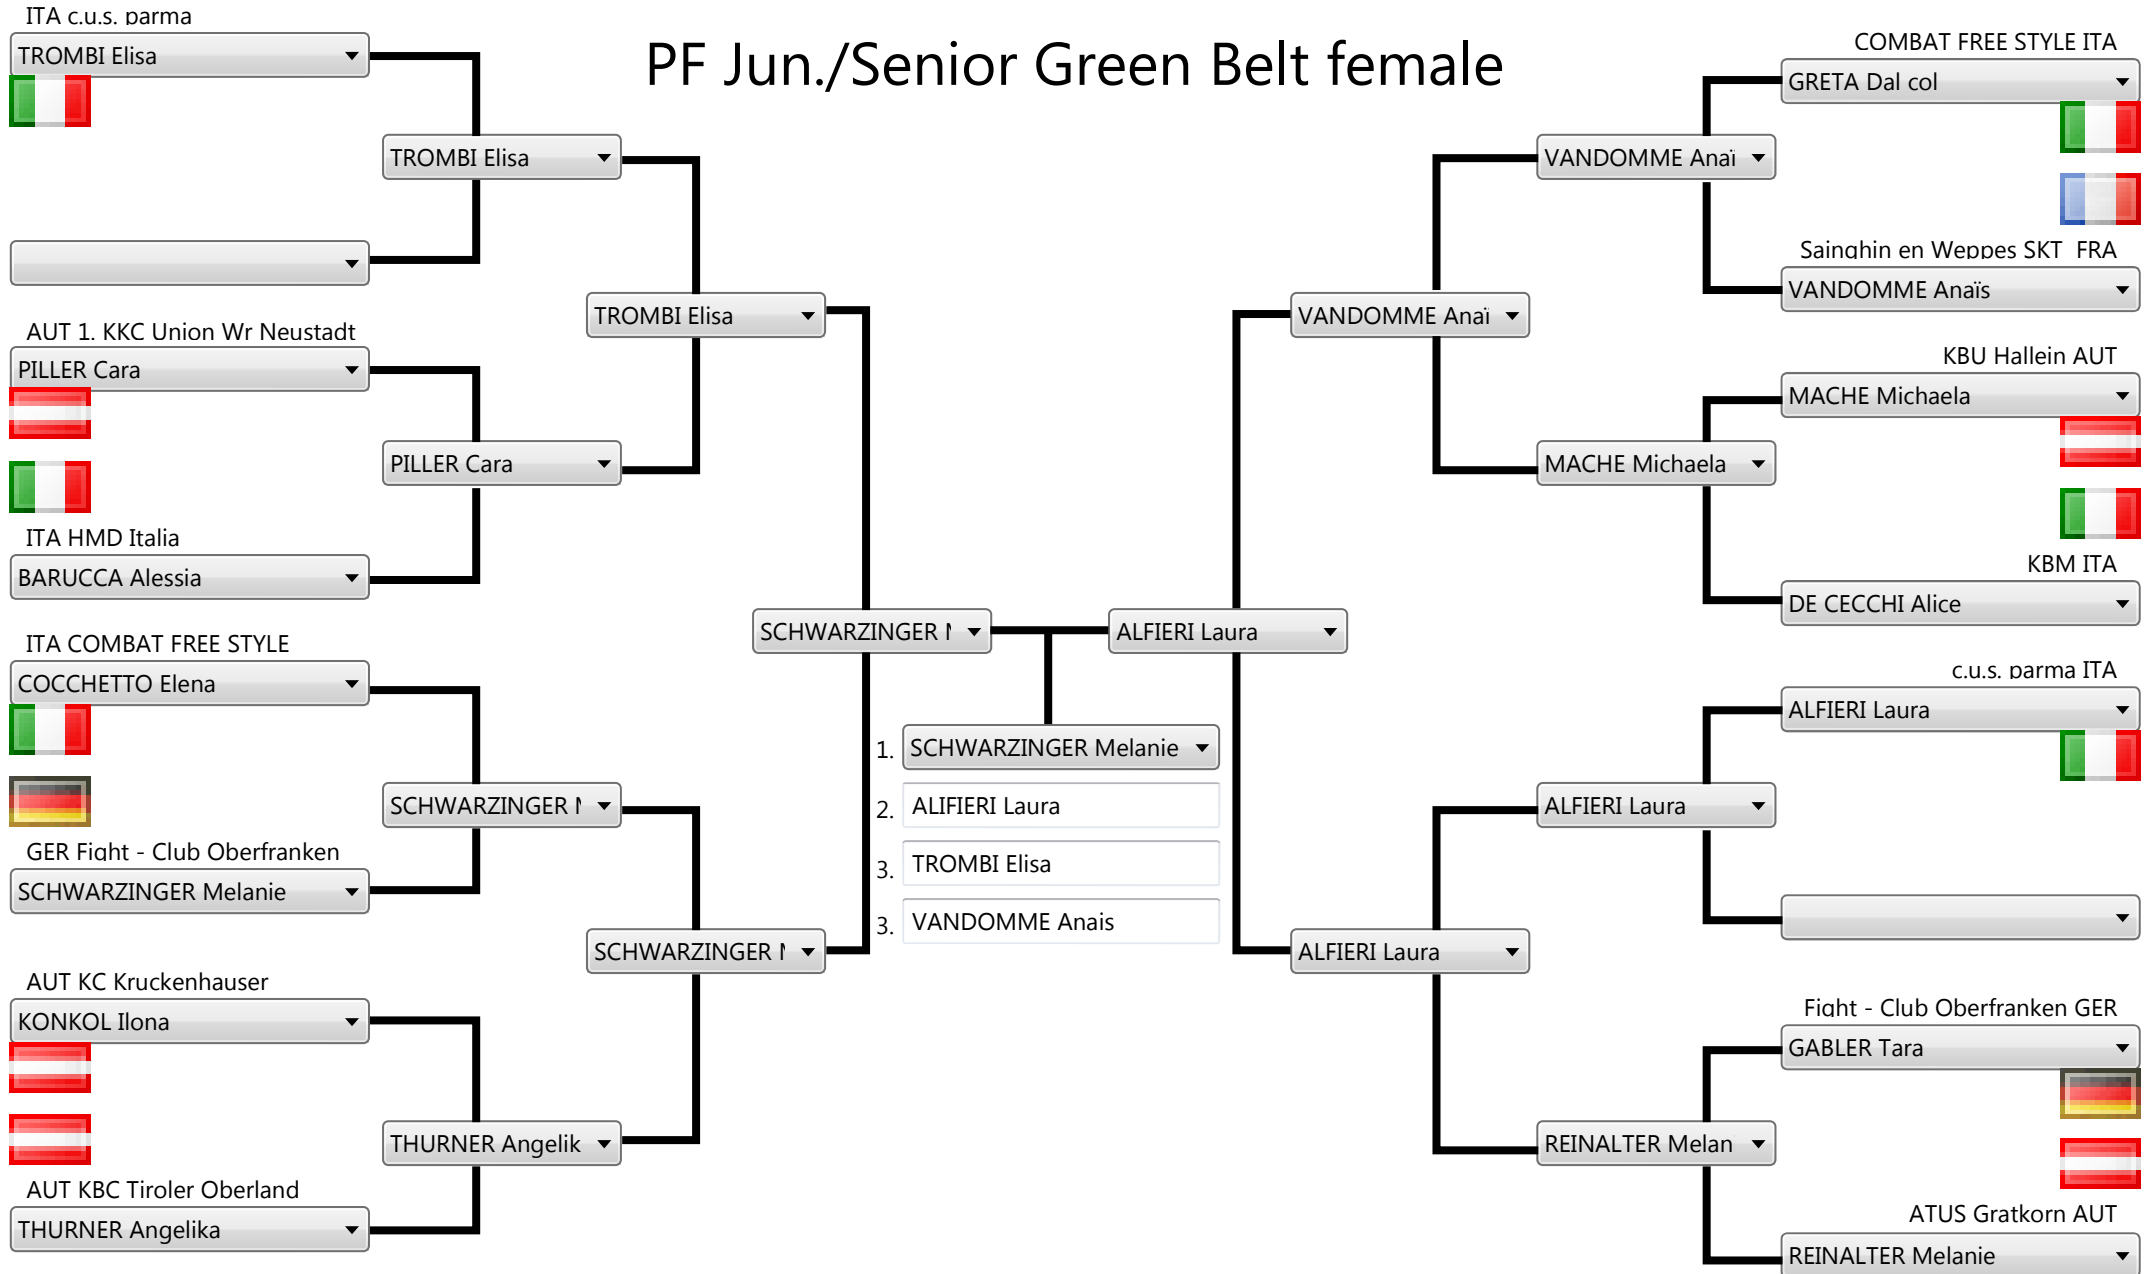 PF Jun./Senior Green Belt female
ITA c.u.s. parma
TROMBI Elisa
AUT 1. KKC Union Wr Neustadt
PILLER Cara
ITA HMD Italia
BARUCCA Alessia
ITA COMBAT FREE STYLE
COCCHETTO Elena
GER Fight - Club Oberfranken
SCHWARZINGER Melanie
AUT KC Kruckenhauser
KONKOL Ilona
AUT KBC Tiroler Oberland
THURNER Angelika
TROMBI Elisa
PILLER Cara
SCHWARZINGER
THURNER Angelik
TROMBI Elisa
SCHWARZINGER
SCHWARZINGER
ALFIERI Laura
1. SCHWARZINGER Melanie
2. ALIFIERI Laura
3. TROMBI Elisa
3. VANDOMME Anais
VANDOMME Anaï
ALFIERI Laura
VANDOMME Anaï
MACHE Michaela
ALFIERI Laura
REINALTER Melan
COMBAT FREE STYLE ITA
GRETA Dal col
Sainghin en Weppes SKT FRA
VANDOMME Anaïs
KBU Hallein AUT
MACHE Michaela
KBM ITA
DE CECCHI Alice
c.u.s. parma ITA
ALFIERI Laura
Fight - Club Oberfranken GER
GABLER Tara
ATUS Gratkorn AUT
REINALTER Melanie